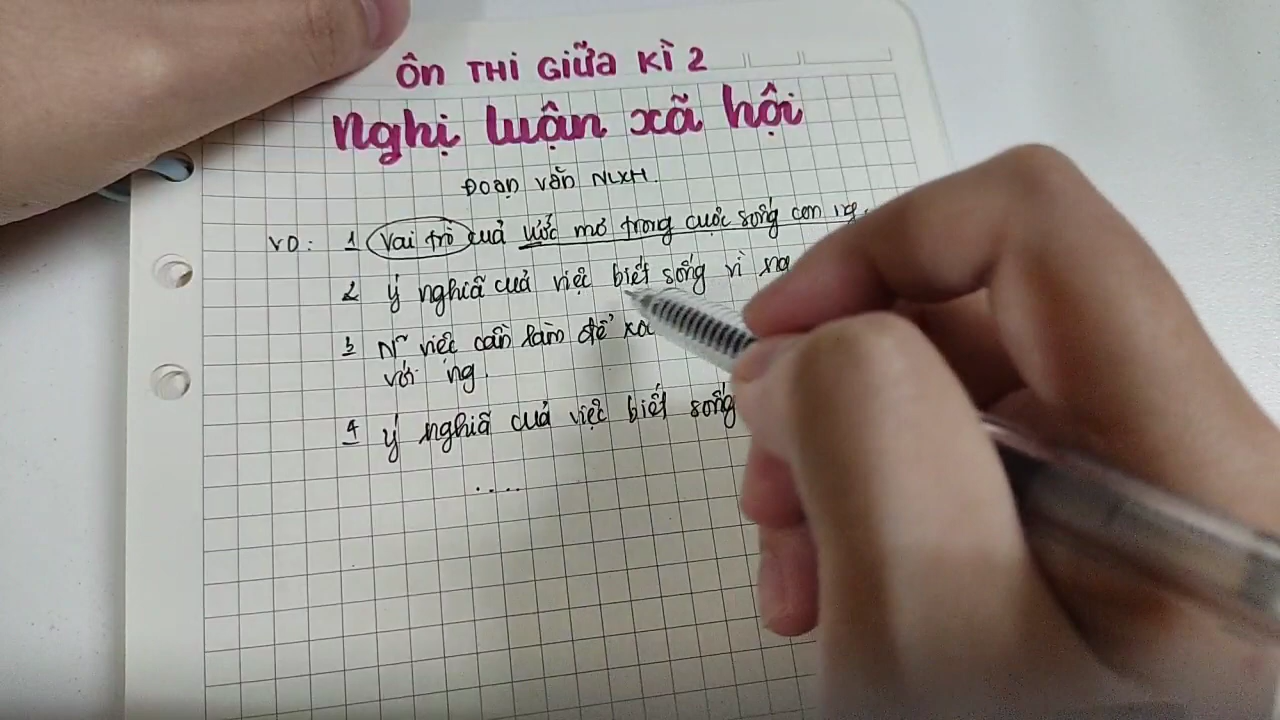 ÔN THI GIỮA KÌ 2
Nghị luận xã hội
Đoạn văn NLXH.
VD: 1 Vai trò của ước mơ trong cuộc sống con ng.
2 ý nghĩa của việc biết sống vì
3 việc cần làm để
với ng.
4 ý nghĩa của việc biết sống
....